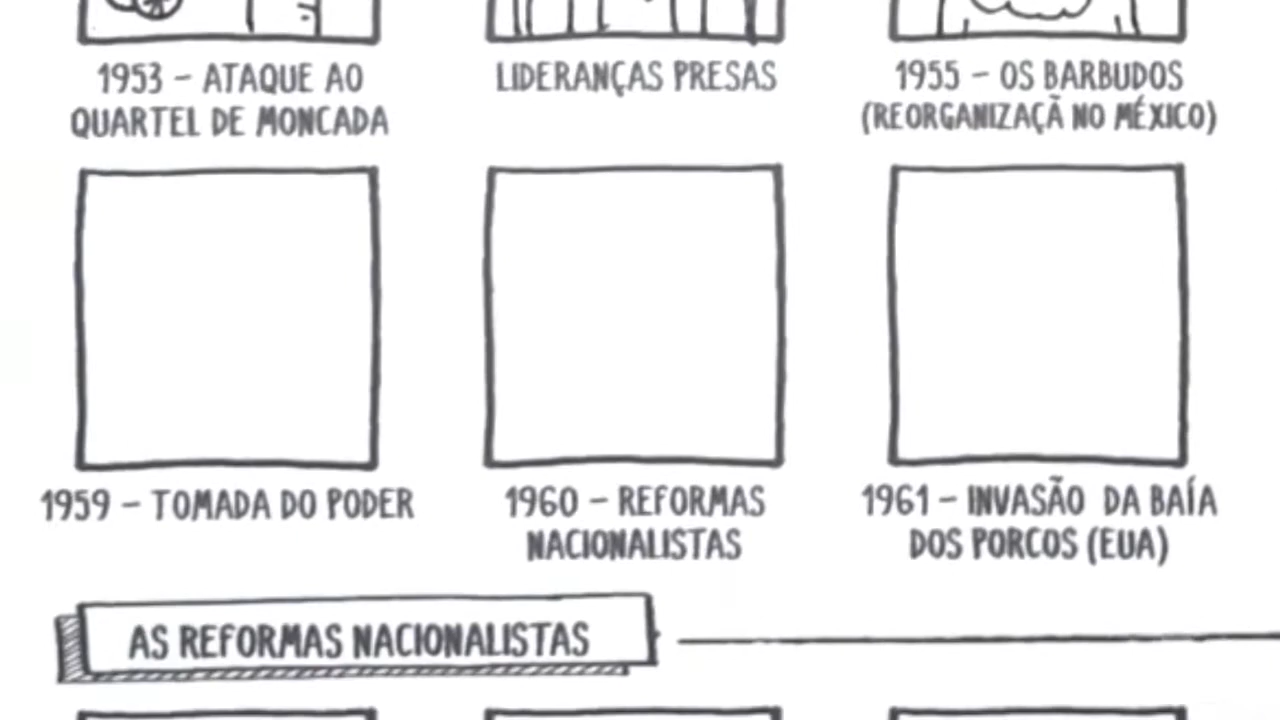 1953 – ATAQUE AO
QUARTEL DE MONCADA
LIDERANÇAS PRESAS
1955 – OS BARBUDOS
(REORGANIZAÇÃ NO MÉXICO)
1959 – TOMADA DO PODER
1960 – REFORMAS
NACIONALISTAS
1961 – INVASÃO DA BAÍA
DOS PORCOS (EUA)
AS REFORMAS NACIONALISTAS